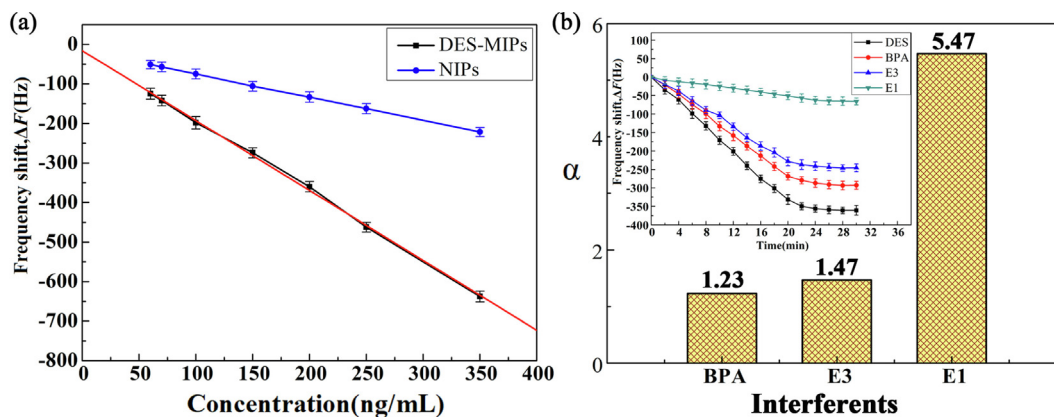 (a)
0
-100
-200
-300
-400
-500
-600
-700
-800
Frequency shift,ΔF(Hz)
DES-MIPs
NIPs
0 50 100 150 200 250 300 350 400
Concentration(ng/mL)
(b)
6
4
2
0
α
1.23
1.47
5.47
BPA E3 E1
Interferents
100
50
0
-50
-100
-150
-200
-250
-300
-350
-400
Frequency shift,ΔF(Hz)
DES
BPA
E3
E1
0 4 8 12 16 20 24 28 32 36
Time(min)